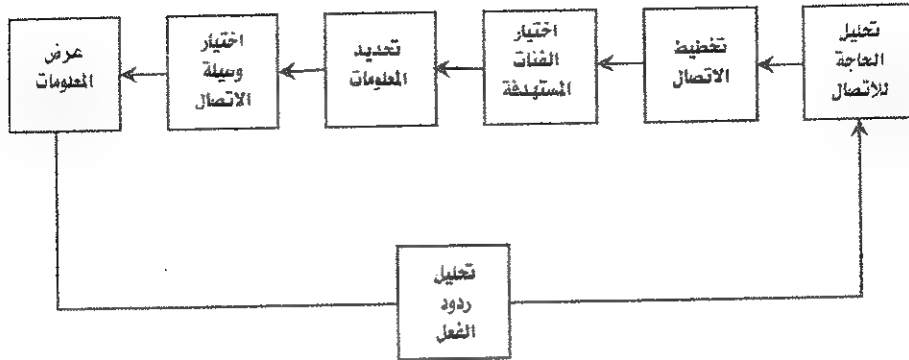 تحليل
الحاجة
للاتصال
تخطيط
الاتصال
اختيار
الفئات
المستهدفة
تحديد
المعلومات
اختيار
وسيلة
الاتصال
عرض
المعلومات
تحليل
ردود
الفعل